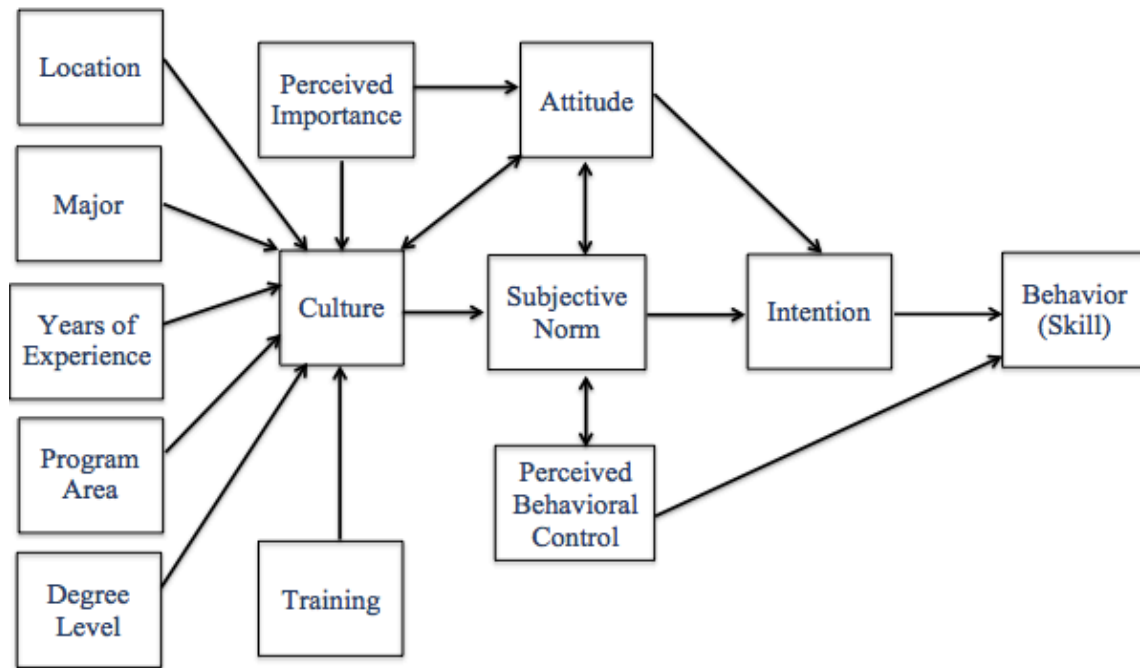 Location
Major
Years of
Experience
Program
Area
Degree
Level
Perceived
Importance
Culture
Training
Attitude
Subjective
Norm
Perceived
Behavioral
Control
Intention
Behavior
(Skill)